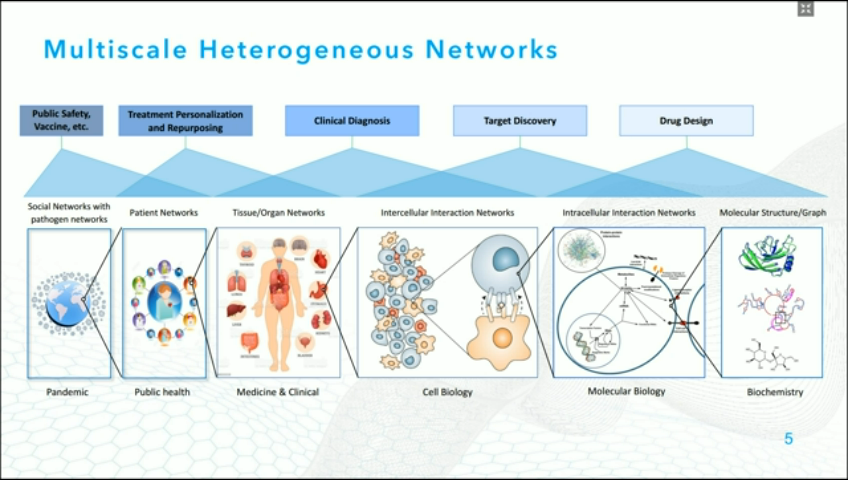 Multiscale Heterogeneous Networks
Public Safety,
Vaccine, etc.
Treatment Personalization
and Repurposing
Clinical Diagnosis
Target Discovery
Drug Design
Social Networks with
pathogen networks
Patient Networks
Tissue/Organ Networks
Intercellular Interaction Networks
Intracellular Interaction Networks
Molecular Structure/Graph
Pandemic
Public health
Medicine & Clinical
Cell Biology
Molecular Biology
Biochemistry
5